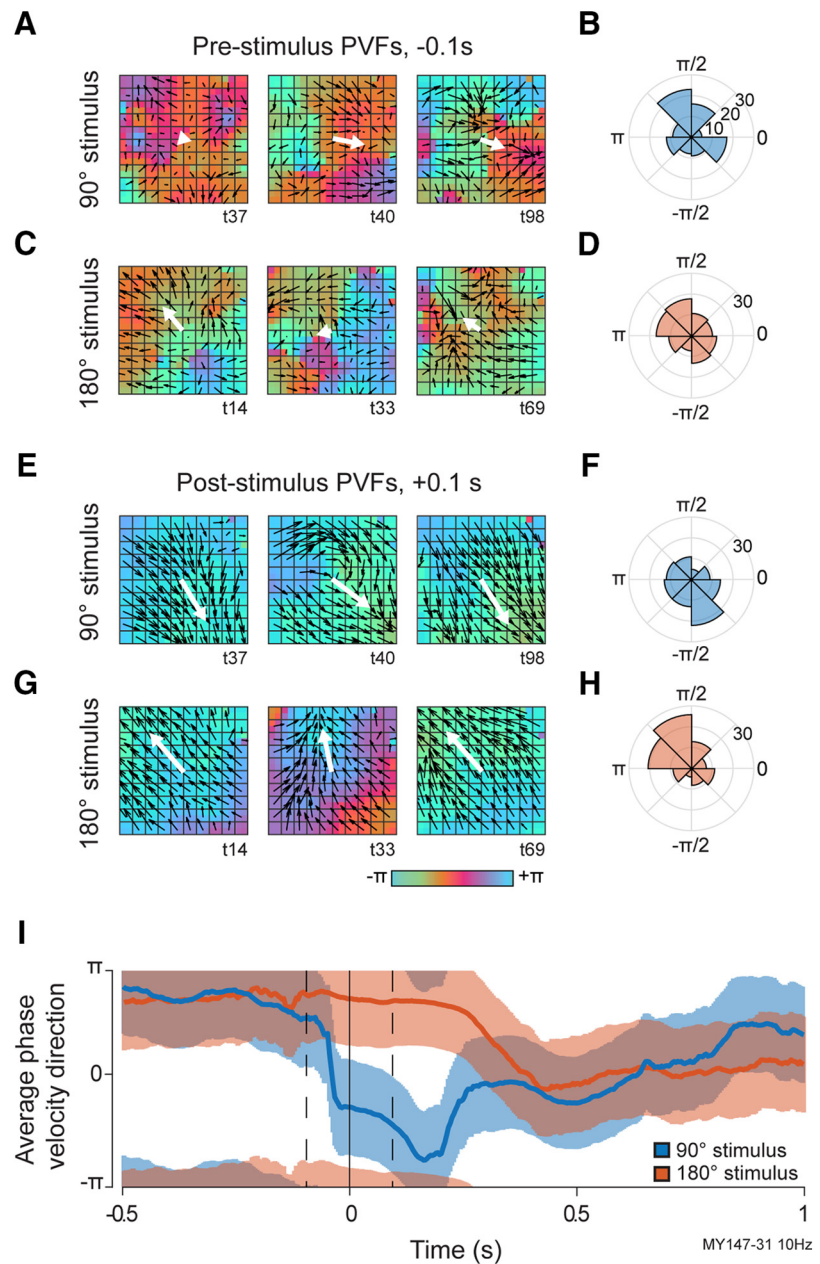 A
Pre-stimulus PVFs, -0.1s
B
90° stimulus
t37
t40
t98
π/2
30
20
10
π
0
-π/2
C
D
180° stimulus
t14
t33
t69
π/2
30
π
0
-π/2
E
Post-stimulus PVFs, +0.1 s
F
90° stimulus
t37
t40
t98
π/2
30
π
0
-π/2
G
H
180° stimulus
t14
t33
t69
π/2
30
π
0
-π/2
-π
+π
I
Average phase
velocity direction
π
0
-π
90° stimulus
180° stimulus
-0.5
0
0.5
1
Time (s)
MY147-31 10Hz